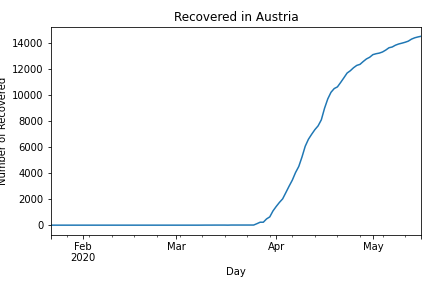 Recovered in Austria
Number of Recovered
14000
12000
10000
8000
6000
4000
2000
0
Feb
2020
Mar
Apr
May
Day